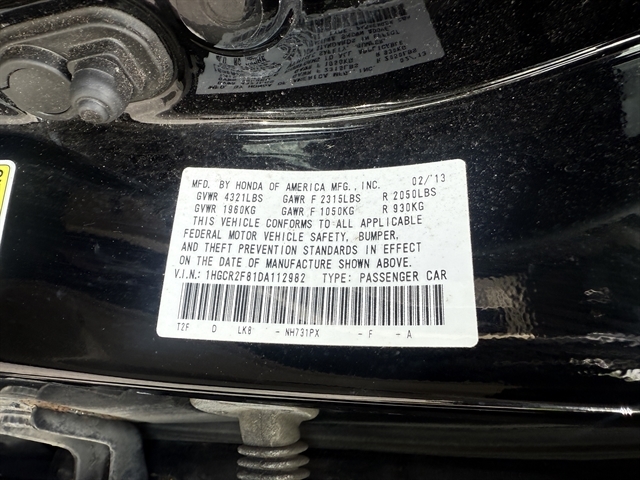 MFD. BY HONDA OF AMERICA MFG., INC. 02/'13
GVWR 4321LBS GAWR F 2315LBS R 2050LBS
GVWR 1960KG GAWR F 1050KG R 930KG
THIS VEHICLE CONFORMS TO ALL APPLICABLE
FEDERAL MOTOR VEHICLE SAFETY, BUMPER,
AND THEFT PREVENTION STANDARDS IN EFFECT
ON THE DATE OF MANUFACTURE SHOWN ABOVE.
V.I.N.: 1HGCR2F81DA112982 TYPE: PASSENGER CAR
T2F D LK8 - NH731PX - F - A